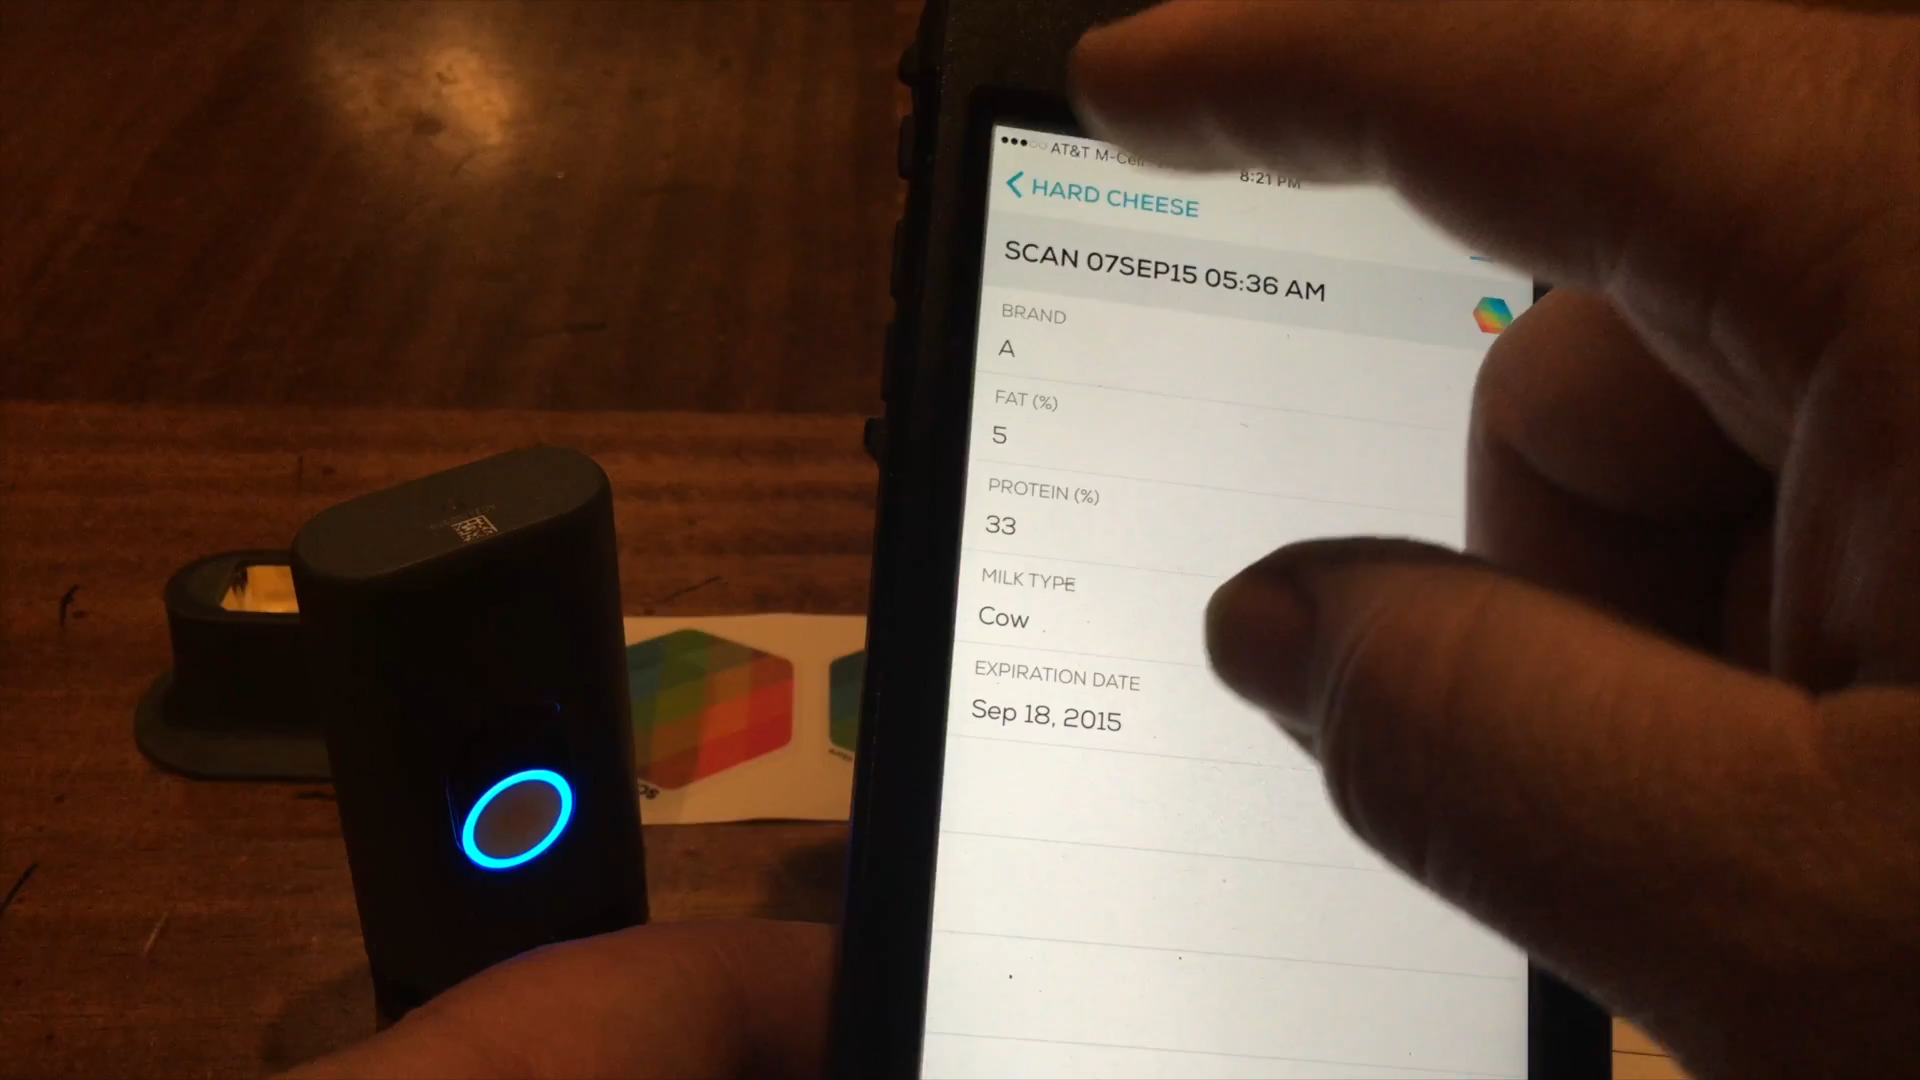 AT&T M-Cell
8:21 PM
HARD CHEESE
SCAN 07SEP15 05:36 AM
BRAND
A
FAT (%)
5
PROTEIN (%)
33
MILK TYPE
Cow
EXPIRATION DATE
Sep 18, 2015